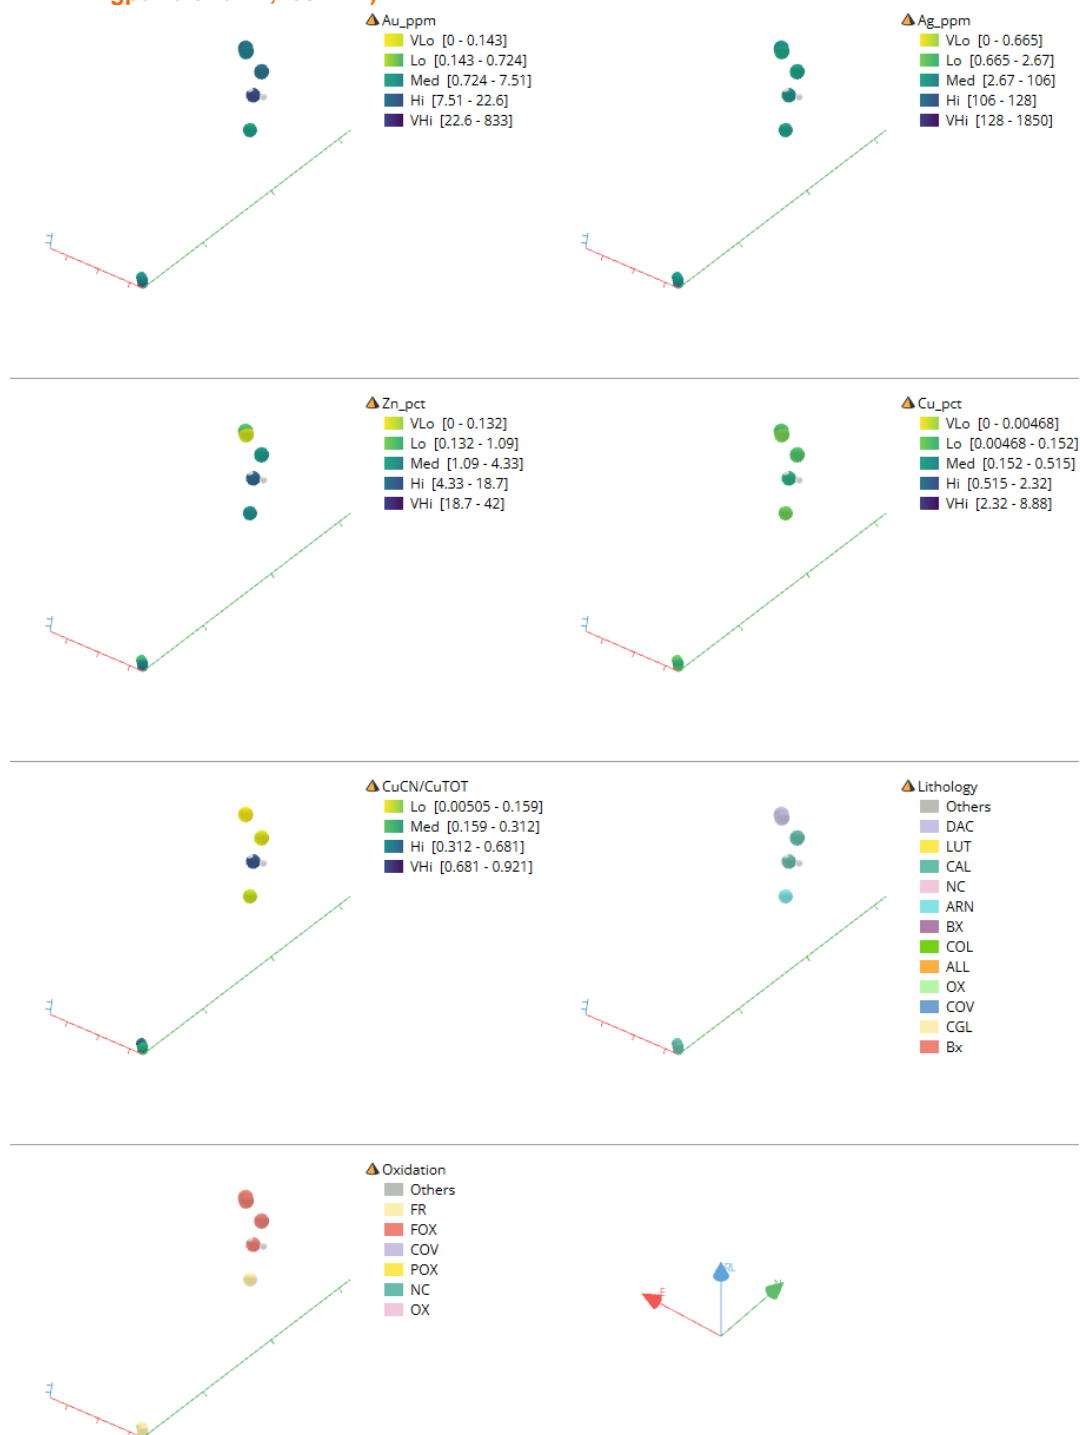 Au_ppm
VLo [0 - 0.143]
Lo [0.143 - 0.724]
Med [0.724 - 7.51]
Hi [7.51 - 22.6]
VHi [22.6 - 833]
Ag_ppm
VLo [0 - 0.665]
Lo [0.665 - 2.67]
Med [2.67 - 106]
Hi [106 - 128]
VHi [128 - 1850]
Zn_pct
VLo [0 - 0.132]
Lo [0.132 - 1.09]
Med [1.09 - 4.33]
Hi [4.33 - 18.7]
VHi [18.7 - 42]
Cu_pct
VLo [0 - 0.00468]
Lo [0.00468 - 0.152]
Med [0.152 - 0.515]
Hi [0.515 - 2.32]
VHi [2.32 - 8.88]
CuCN/CuTOT
Lo [0.00505 - 0.159]
Med [0.159 - 0.312]
Hi [0.312 - 0.681]
VHi [0.681 - 0.921]
Lithology
Others
DAC
LUT
CAL
NC
ARN
BX
COL
ALL
OX
COV
CGL
Bx
Oxidation
Others
FR
FOX
COV
POX
NC
OX
E
RL
N